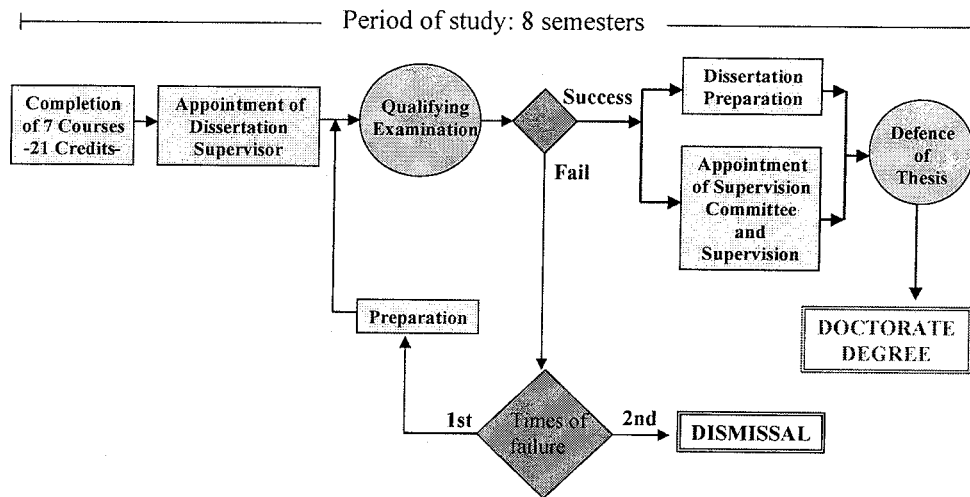 Period of study: 8 semesters
Completion
of 7 Courses
-21 Credits-
Appointment of
Dissertation
Supervisor
Qualifying
Examination
Success
Fail
Dissertation
Preparation
Appointment
of Supervision
Committee
and
Supervision
Defence
of
Thesis
DOCTORATE
DEGREE
Preparation
1st
Times of
failure
2nd
DISMISSAL